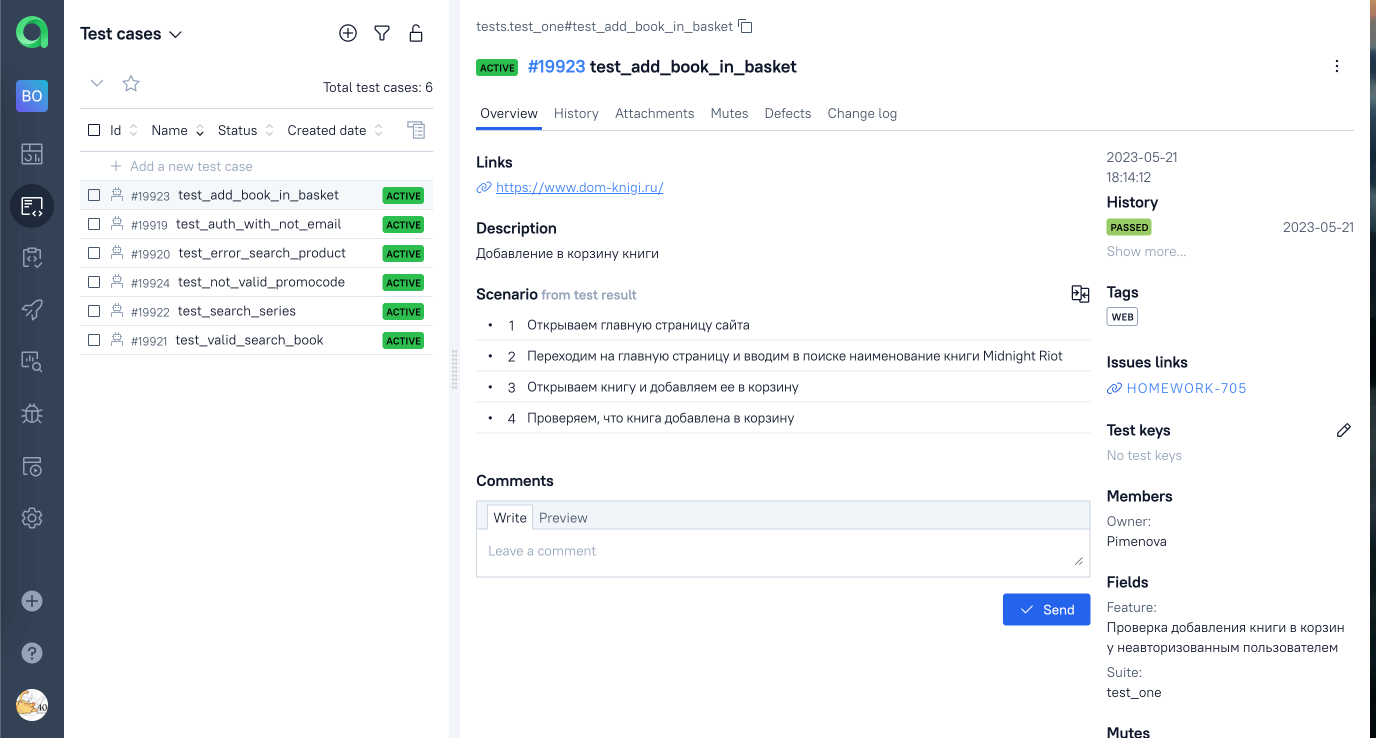 BO
Test cases
Total test cases: 6
Id Name Status Created date
Add a new test case
#19923 test_add_book_in_basket ACTIVE
#19919 test_auth_with_not_email ACTIVE
#19920 test_error_search_product ACTIVE
#19924 test_not_valid_promocode ACTIVE
#19922 test_search_series ACTIVE
#19921 test_valid_search_book ACTIVE
tests.test_one#test_add_book_in_basket
ACTIVE #19923 test_add_book_in_basket
Overview History Attachments Mutes Defects Change log
Links
https://www.dom-knigi.ru/
Description
Добавление в корзину книги
Scenario from test result
• 1 Открываем главную страницу сайта
• 2 Переходим на главную страницу и вводим в поиске наименование книги Midnight Riot
• 3 Открываем книгу и добавляем ее в корзину
• 4 Проверяем, что книга добавлена в корзину
Comments
Write Preview
Leave a comment
Send
2023-05-21
18:14:12
History
PASSED 2023-05-21
Show more...
Tags
WEB
Issues links
HOMEWORK-705
Test keys
No test keys
Members
Owner:
Pimenova
Fields
Feature:
Проверка добавления книги в корзин
у неавторизованным пользователем
Suite:
test_one
Mutes
?
40